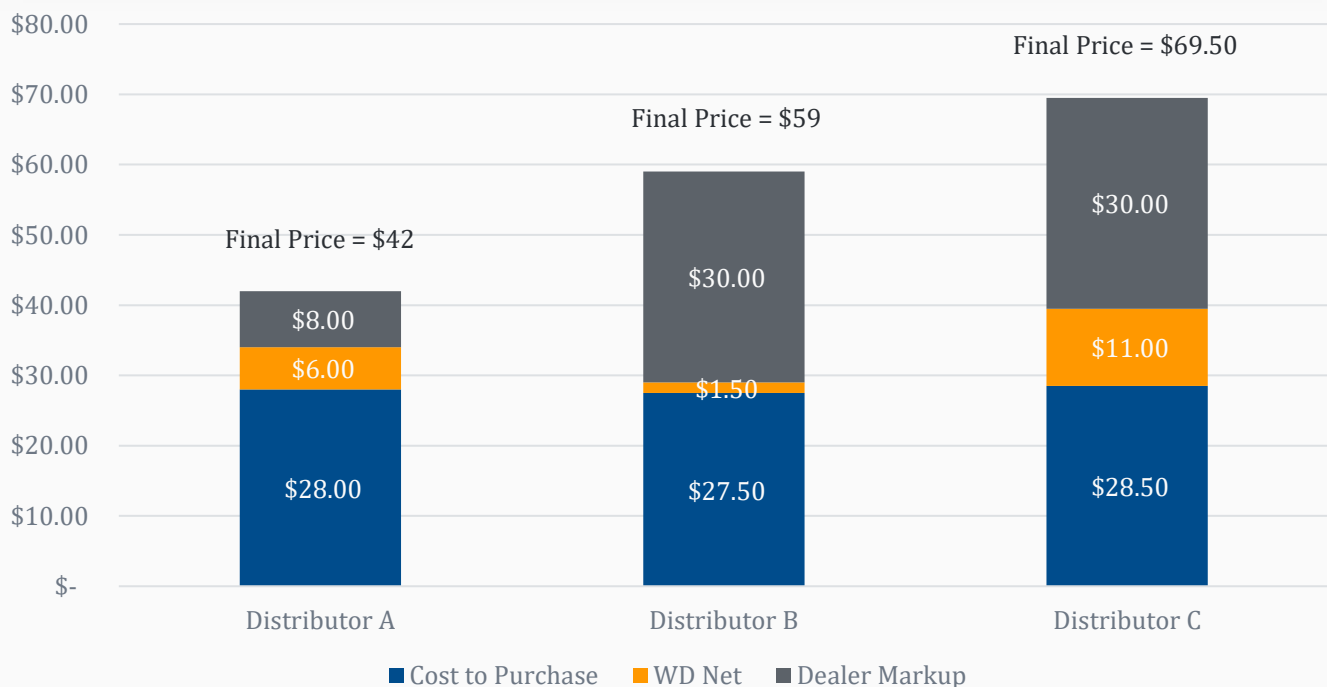 $80.00
Final Price = $69.50
$70.00
Final Price = $59
$60.00
$30.00
$50.00
Final Price = $42
$30.00
$40.00
$8.00
$11.00
$6.00
$30.00
$1.50
$20.00
$28.00
$27.50
$28.50
$10.00
$-
Distributor A
Distributor B
Distributor C
Cost to Purchase
WD Net
Dealer Markup